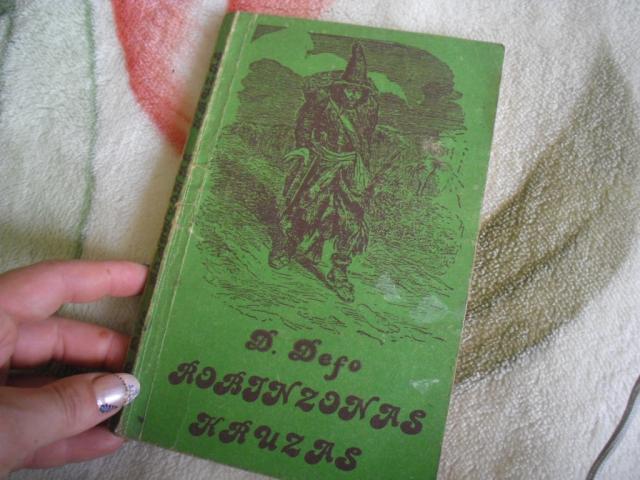 D. Defo
ROBINZONAS
KRUZAS